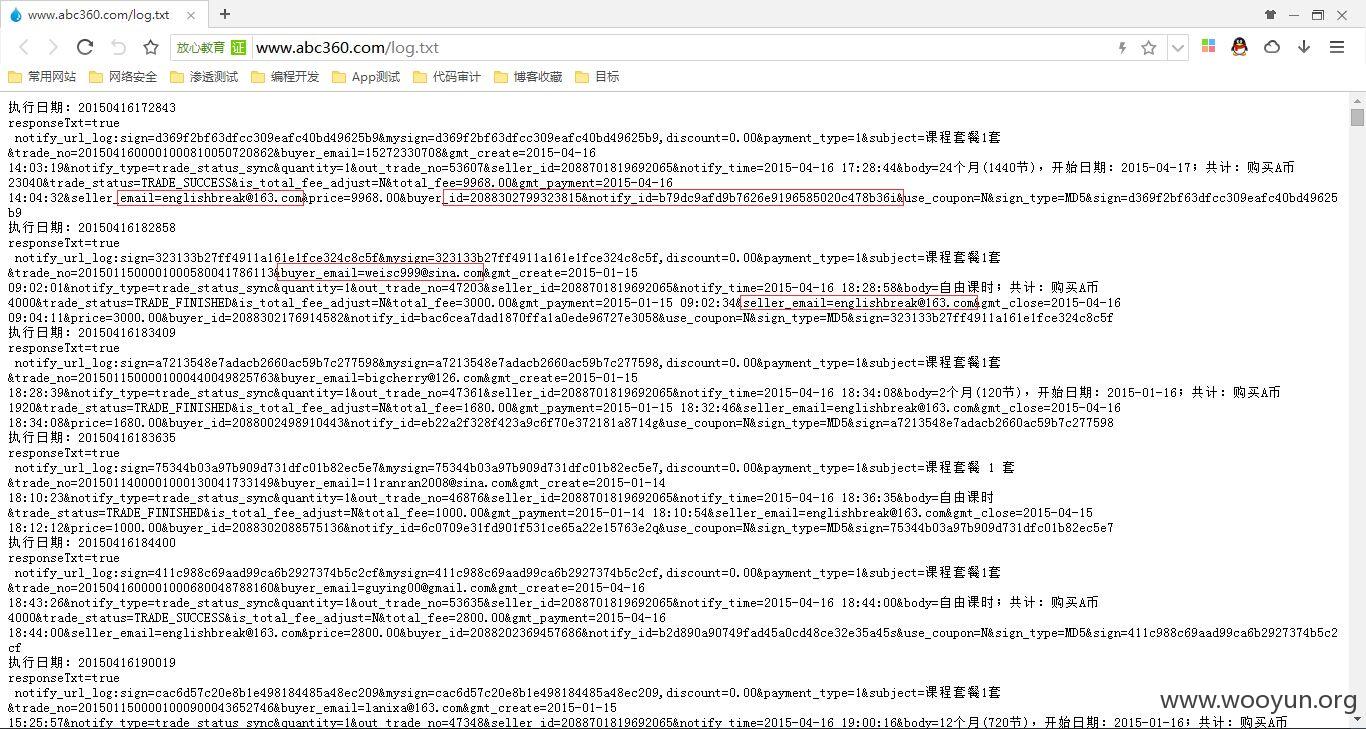 www.abc360.com/log.txt
放心教育 证 www.abc360.com/log.txt
常用网站 网络安全 渗透测试 编程开发 App测试 代码审计 博客收藏 目标
执行日期：20150416172843
responseTxt=true
notify_url_log:sign=d369f2bf63dfcc309eafc40bd49625b9&mysign=d369f2bf63dfcc309eafc40bd49625b9,discount=0.00&payment_type=1&subject=课程套餐1套
&trade_no=2015041600001000810050720862&buyer_email=15272330708&gmt_create=2015-04-16
14:03:19&notify_type=trade_status_sync&quantity=1&out_trade_no=53607&seller_id=2088701819692065&notify_time=2015-04-16 17:28:44&body=24个月(1440节)，开始日期：2015-04-17；共计：购买A币
23040&trade_status=TRADE_SUCCESS&is_total_fee_adjust=N&total_fee=9968.00&gmt_payment=2015-04-16
14:04:32&seller_email=englishbreak@163.com&price=9968.00&buyer_id=2088302799323815&notify_id=b79dc9afd9b7626e9196585020c478b36i&use_coupon=N&sign_type=MD5&sign=d369f2bf63dfcc309eafc40bd49625
b9
执行日期：20150416182858
responseTxt=true
notify_url_log:sign=323133b27ff4911a161e1fce324c8c5f&mysign=323133b27ff4911a161e1fce324c8c5f,discount=0.00&payment_type=1&subject=课程套餐1套
&trade_no=2015011500001000580041786113&buyer_email=weisc999@sina.com&gmt_create=2015-01-15
09:02:01&notify_type=trade_status_sync&quantity=1&out_trade_no=47203&seller_id=2088701819692065&notify_time=2015-04-16 18:28:58&body=自由课时；共计：购买A币
4000&trade_status=TRADE_FINISHED&is_total_fee_adjust=N&total_fee=3000.00&gmt_payment=2015-01-15 09:02:34&seller_email=englishbreak@163.com&gmt_close=2015-04-16
09:04:11&price=3000.00&buyer_id=2088302176914582&notify_id=bac6cea7dad1870ffa1a0ede96727e3058&use_coupon=N&sign_type=MD5&sign=323133b27ff4911a161e1fce324c8c5f
执行日期：20150416183409
responseTxt=true
notify_url_log:sign=a7213548e7adacb2660ac59b7c277598&mysign=a7213548e7adacb2660ac59b7c277598,discount=0.00&payment_type=1&subject=课程套餐1套
&trade_no=2015011500001000440049825763&buyer_email=bigcherry@126.com&gmt_create=2015-01-15
18:28:39&notify_type=trade_status_sync&quantity=1&out_trade_no=47361&seller_id=2088701819692065&notify_time=2015-04-16 18:34:08&body=2个月(120节)，开始日期：2015-01-16；共计：购买A币
1920&trade_status=TRADE_FINISHED&is_total_fee_adjust=N&total_fee=1680.00&gmt_payment=2015-01-15 18:32:46&seller_email=englishbreak@163.com&gmt_close=2015-04-16
18:34:08&price=1680.00&buyer_id=2088002498910443&notify_id=eb22a2f328f423a9c6f70e372181a8714g&use_coupon=N&sign_type=MD5&sign=a7213548e7adacb2660ac59b7c277598
执行日期：20150416183635
responseTxt=true
notify_url_log:sign=75344b03a97b909d731dfc01b82ec5e7&mysign=75344b03a97b909d731dfc01b82ec5e7,discount=0.00&payment_type=1&subject=课程套餐 1 套
&trade_no=2015011400001000130041733149&buyer_email=11ranran2008@sina.com&gmt_create=2015-01-14
18:10:23&notify_type=trade_status_sync&quantity=1&out_trade_no=46876&seller_id=2088701819692065&notify_time=2015-04-16 18:36:35&body=自由课时
&trade_status=TRADE_FINISHED&is_total_fee_adjust=N&total_fee=1000.00&gmt_payment=2015-01-14 18:10:54&seller_email=englishbreak@163.com&gmt_close=2015-04-15
18:12:12&price=1000.00&buyer_id=2088302088575136&notify_id=6c0709e31fd901f531ce65a22e15763e2q&use_coupon=N&sign_type=MD5&sign=75344b03a97b909d731dfc01b82ec5e7
执行日期：20150416184400
responseTxt=true
notify_url_log:sign=411c988c69aad99ca6b2927374b5c2cf&mysign=411c988c69aad99ca6b2927374b5c2cf,discount=0.00&payment_type=1&subject=课程套餐1套
&trade_no=2015041600001000680048788160&buyer_email=guying00@gmail.com&gmt_create=2015-04-16
18:43:26&notify_type=trade_status_sync&quantity=1&out_trade_no=53635&seller_id=2088701819692065&notify_time=2015-04-16 18:44:00&body=自由课时；共计：购买A币
4000&trade_status=TRADE_SUCCESS&is_total_fee_adjust=N&total_fee=2800.00&gmt_payment=2015-04-16
18:44:00&seller_email=englishbreak@163.com&price=2800.00&buyer_id=2088202369457686&notify_id=b2d890a90749fad45a0cd48ce32e35a45s&use_coupon=N&sign_type=MD5&sign=411c988c69aad99ca6b2927374b5c2
cf
执行日期：20150416190019
responseTxt=true
notify_url_log:sign=cac6d57c20e8b1e498184485a48ec209&mysign=cac6d57c20e8b1e498184485a48ec209,discount=0.00&payment_type=1&subject=课程套餐1套
&trade_no=2015011500001000900043652746&buyer_email=lanixa@163.com&gmt_create=2015-01-15
15:25:57&notify_type=trade_status_sync&quantity=1&out_trade_no=47348&seller_id=2088701819692065&notify_time=2015-04-16 19:00:16&body=12个月(720节)，开始日期：2015-01-16；共计：购买A币
www.wooyun.org